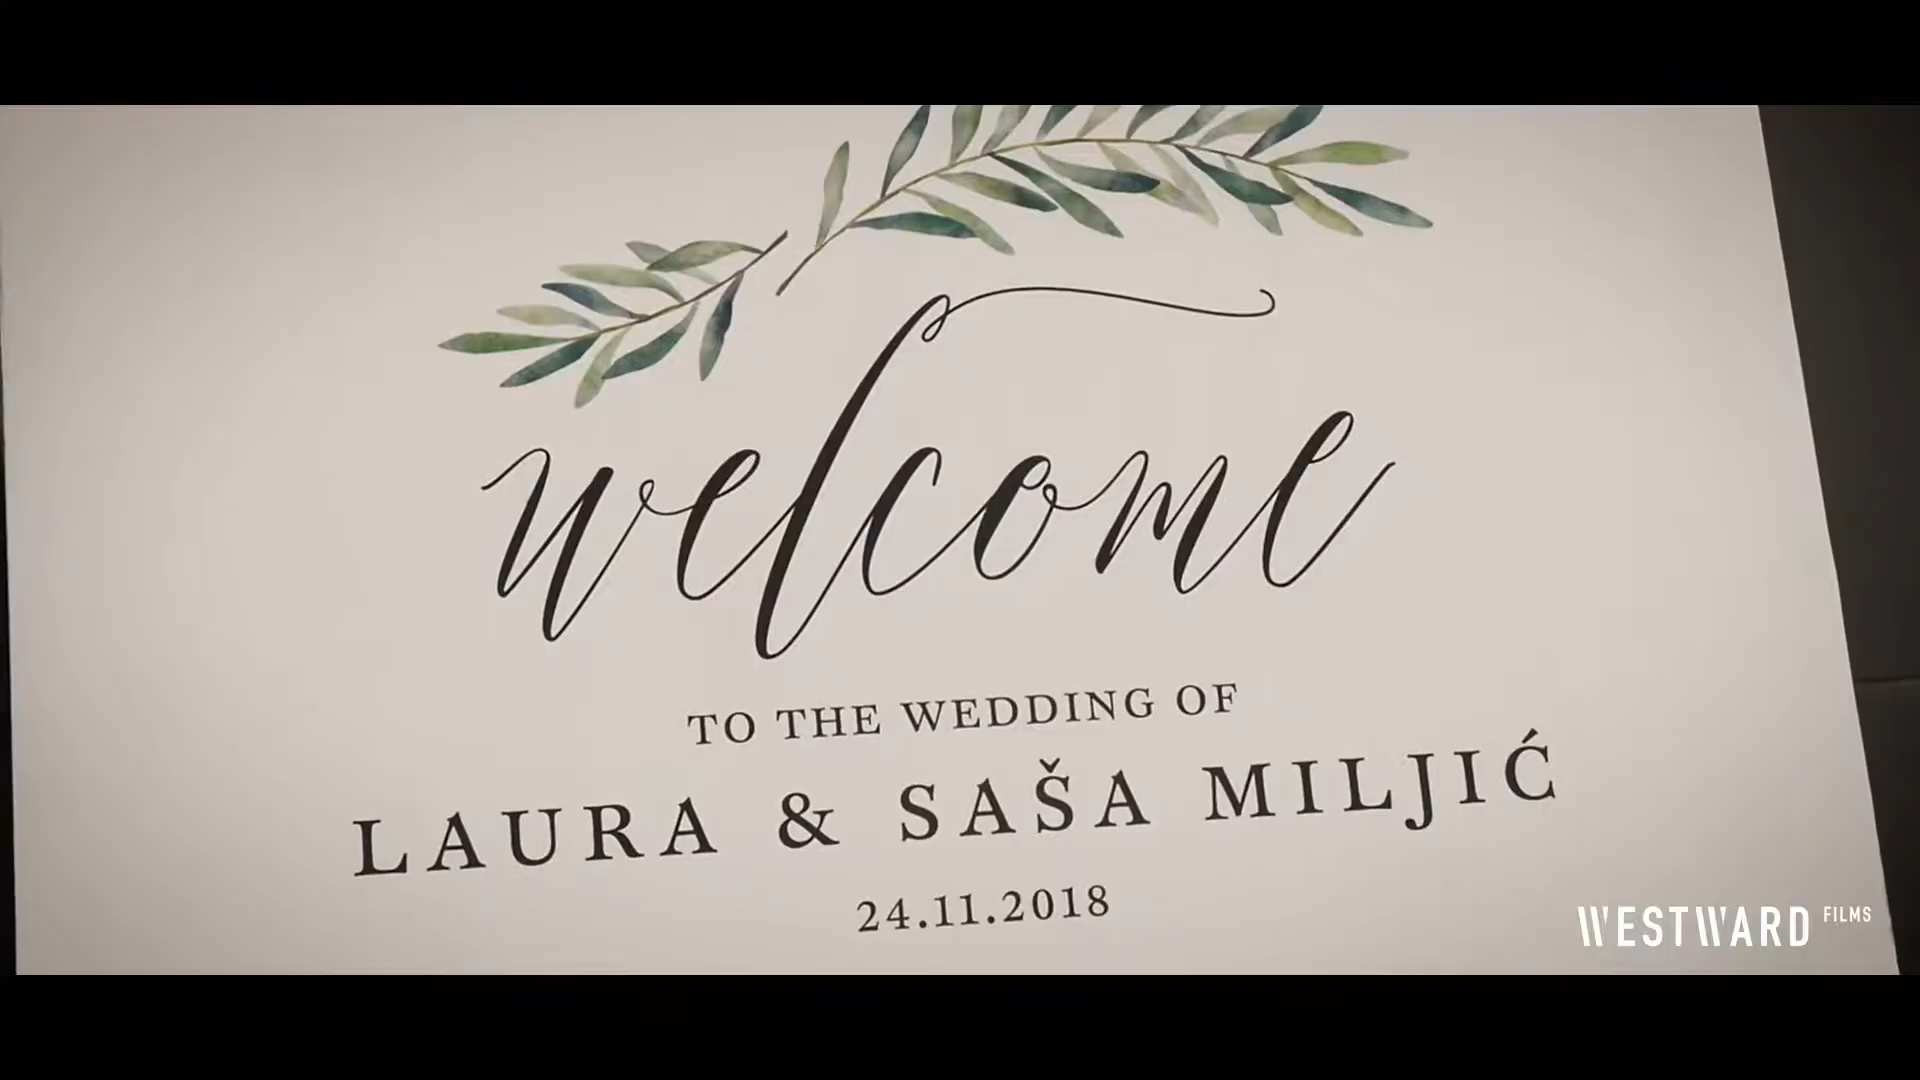 welcome
TO THE WEDDING OF
LAURA & SAŠA MILJIĆ
24.11.2018
WESTWARD FILMS